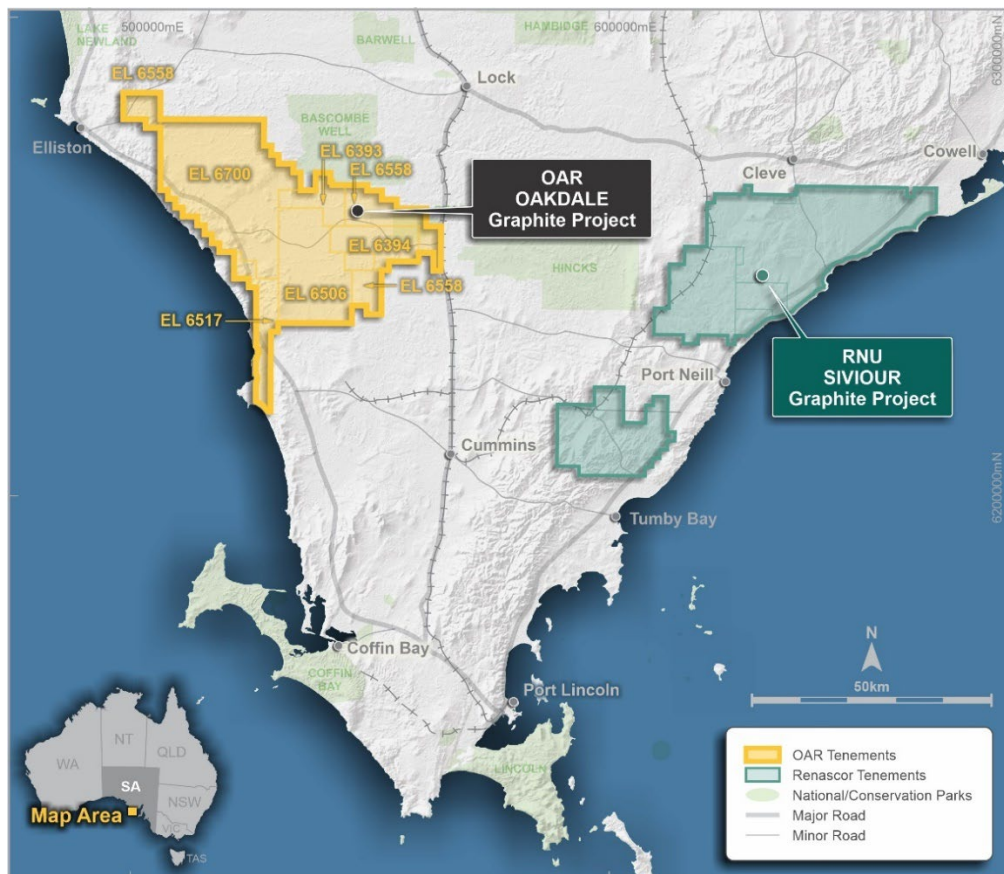 LAKE
NEWLAND
500000mE
BARWELL
HAMBIDGE
600000mE
6300000mN
EL 6558
Lock
Elliston
BASCOMBE
WELL
EL 6393
EL 6558
EL 6700
Cleve
Cowell
OAR
OAKDALE
Graphite Project
EL 6394
HINCKS
EL 6506
EL 6558
EL 6517
RNU
SIVIOUR
Graphite Project
Port Neill
Cummins
6200000mN
Tumby Bay
Coffin Bay
COFFIN
BAY
Port Lincoln
LINCOLN
N
50km
WA
NT
QLD
SA
NSW
VIC
TAS
Map Area
OAR Tenements
Renascor Tenements
National/Conservation Parks
Major Road
Minor Road